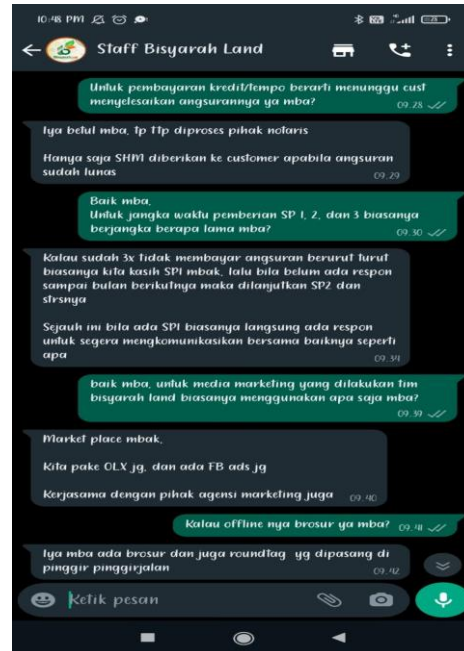 10:48 PM
Staff Bisyarah Land
Untuk pembayaran kredit/tempo berarti menunggu cust
menyelesaikan angsurannya ya mba?
09.28
Iya betul mba, tp ttp diproses pihak notaris
Hanya saja SHM diberikan ke customer apabila angsuran
sudah lunas
09.29
Baik mba,
Untuk jangka waktu pemberian SP 1, 2, dan 3 biasanya
berjangka berapa lama mba?
09.30
Kalau sudah 3x tidak membayar angsuran berurut turut
biasanya kita kasih SP1 mbak, lalu bila belum ada respon
sampai bulan berikutnya maka dilanjutkan SP2 dan
strsnya
Sejauh ini bila ada SP1 biasanya langsung ada respon
untuk segera mengkomunikasikan bersama baiknya seperti
apa
09.34
baik mba, untuk media marketing yang dilakukan tim
bisyarah land biasanya menggunakan apa saja mba?
09.39
Market place mbak,
Kita pake OLX jg, dan ada FB ads jg
Kerjasama dengan pihak agensi marketing juga
09.40
Kalau offline nya brosur ya mba?
09.41
Iya mba ada brosur dan juga roundtag yg dipasang di
pinggir pinggirjalan
09.42
Ketik pesan